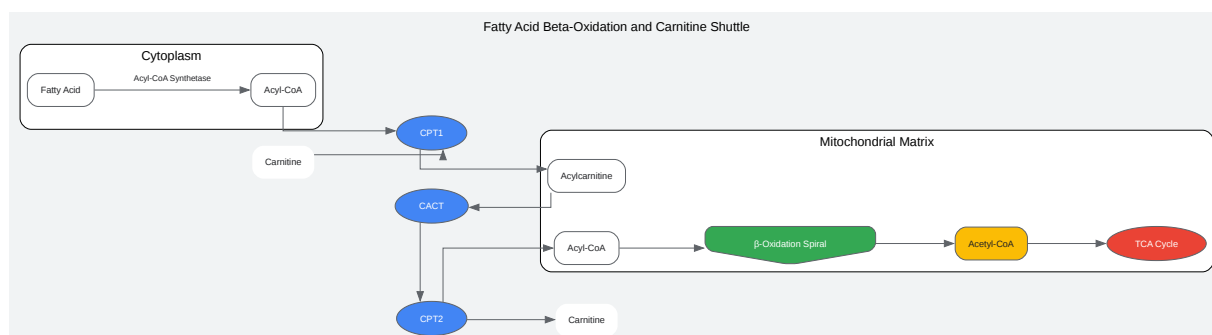 Fatty Acid Beta-Oxidation and Carnitine Shuttle
Cytoplasm
Fatty Acid
Acyl-CoA Synthetase
Acyl-CoA
CPT1
Carnitine
Mitochondrial Matrix
Acylcarnitine
CACT
Acyl-CoA
β-Oxidation Spiral
Acetyl-CoA
TCA Cycle
CPT2
Carnitine